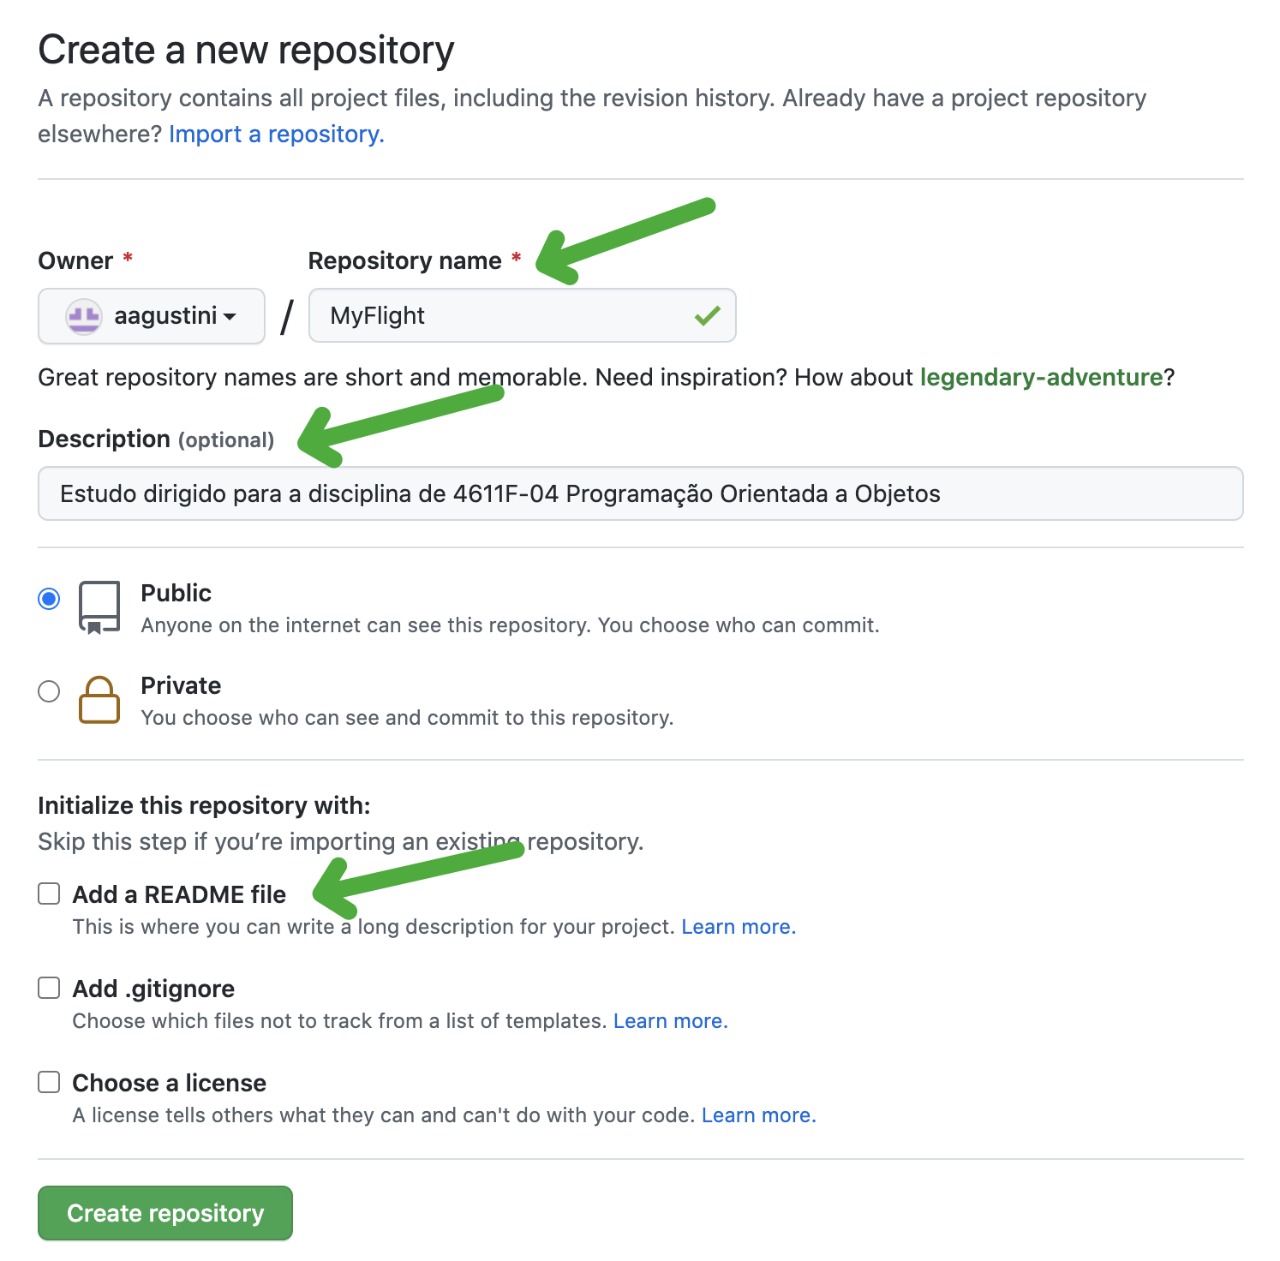 Create a new repository
A repository contains all project files, including the revision history. Already have a project repository
elsewhere? Import a repository.
Owner *
Repository name *
aagustini
/
MyFlight
Great repository names are short and memorable. Need inspiration? How about legendary-adventure?
Description (optional)
Estudo dirigido para a disciplina de 4611F-04 Programação Orientada a Objetos
Public
Anyone on the internet can see this repository. You choose who can commit.
Private
You choose who can see and commit to this repository.
Initialize this repository with:
Skip this step if you’re importing an existing repository.
Add a README file
This is where you can write a long description for your project. Learn more.
Add .gitignore
Choose which files not to track from a list of templates. Learn more.
Choose a license
A license tells others what they can and can't do with your code. Learn more.
Create repository